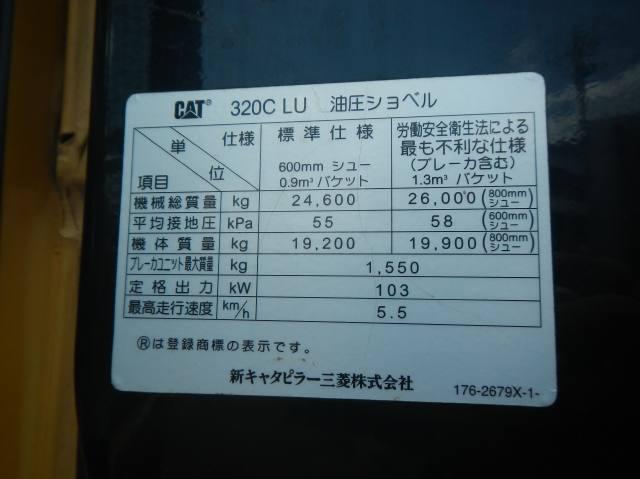 CAT® 320C LU 油圧ショベル
単位 仕様 項目
標準仕様
600mm シュー
0.9m³ バケット
労働安全衛生法による
最も不利な仕様
(ブレーカ含む)
1.3m³ バケット
機械総質量 kg 24,600 26,000 (800mm シュー)
平均接地圧 kPa 55 58 (600mm シュー)
機体質量 kg 19,200 19,900 (800mm シュー)
ブレーカユニット最大質量 kg 1,550
定格出力 kW 103
最高走行速度 km/h 5.5
®は登録商標の表示です。
新キャタピラー三菱株式会社
176-2679X-1-